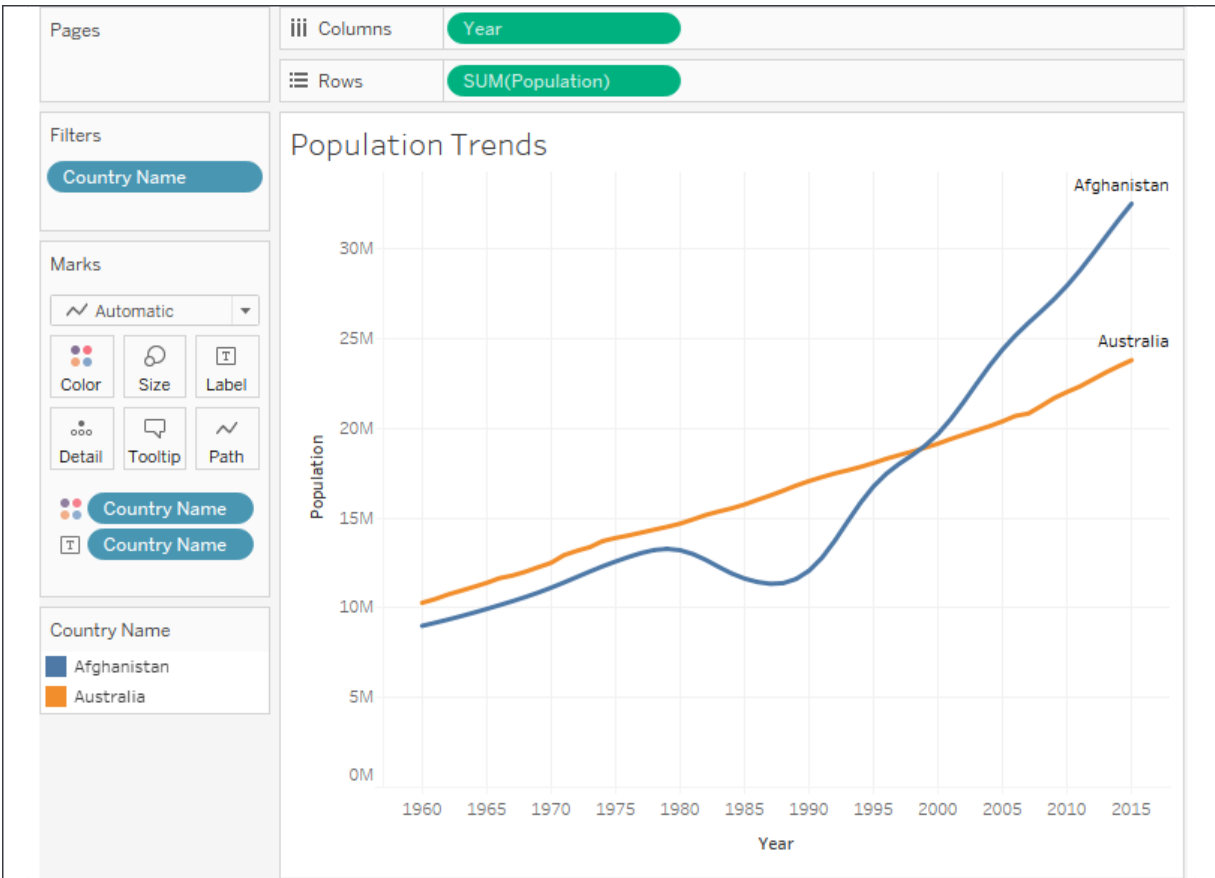 Pages
Columns Year
Rows SUM(Population)
Filters
Country Name
Marks
Automatic
Color Size Label
Detail Tooltip Path
Country Name
T Country Name
Country Name
Afghanistan
Australia
Population Trends
Afghanistan
Australia
30M
25M
20M
15M
10M
5M
0M
Population
1960 1965 1970 1975 1980 1985 1990 1995 2000 2005 2010 2015
Year